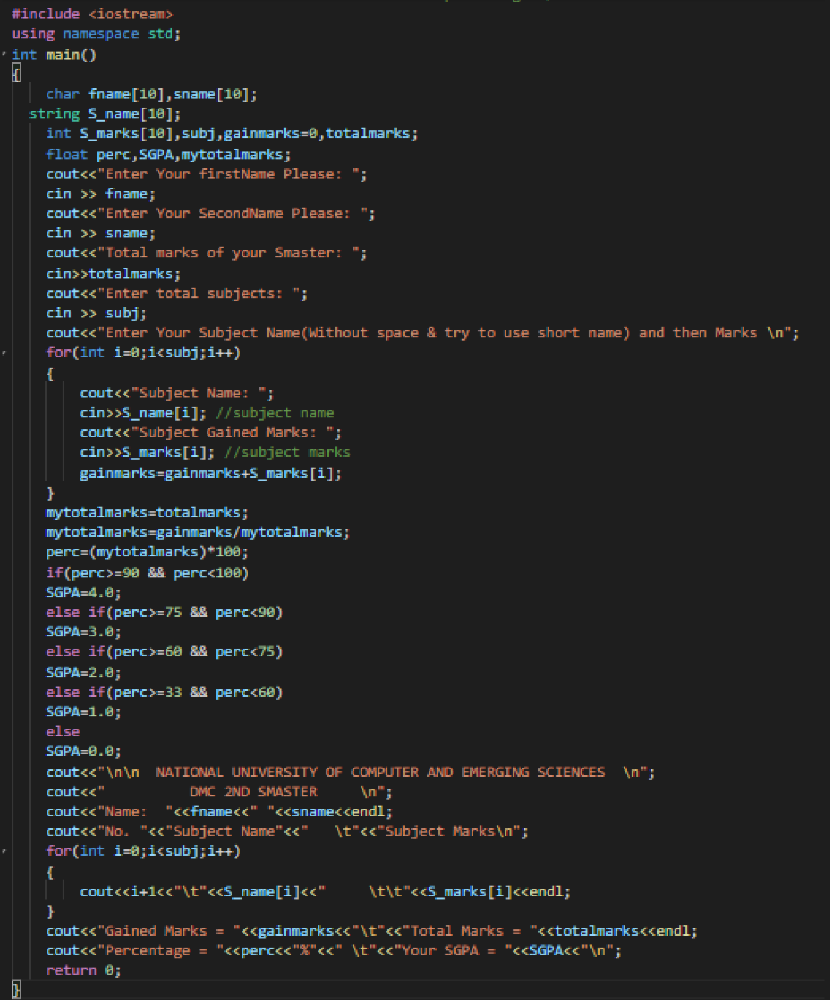 #include <iostream>
using namespace std;
int main()
{
    char fname[10],sname[10];
  string S_name[10];
    int S_marks[10],subj,gainmarks=0,totalmarks;
    float perc,SGPA,mytotalmarks;
    cout<<"Enter Your firstName Please: ";
    cin >> fname;
    cout<<"Enter Your SecondName Please: ";
    cin >> sname;
    cout<<"Total marks of your Smaster: ";
    cin>>totalmarks;
    cout<<"Enter total subjects: ";
    cin >> subj;
    cout<<"Enter Your Subject Name(Without space & try to use short name) and then Marks \n";
    for(int i=0;i<subj;i++)
    {
        cout<<"Subject Name: ";
        cin>>S_name[i]; //subject name
        cout<<"Subject Gained Marks: ";
        cin>>S_marks[i]; //subject marks
        gainmarks=gainmarks+S_marks[i];
    }
    mytotalmarks=totalmarks;
    mytotalmarks=gainmarks/mytotalmarks;
    perc=(mytotalmarks)*100;
    if(perc>=90 && perc<100)
    SGPA=4.0;
    else if(perc>=75 && perc<90)
    SGPA=3.0;
    else if(perc>=60 && perc<75)
    SGPA=2.0;
    else if(perc>=33 && perc<60)
    SGPA=1.0;
    else
    SGPA=0.0;
    cout<<"\n\n  NATIONAL UNIVERSITY OF COMPUTER AND EMERGING SCIENCES  \n";
    cout<<"          DMC 2ND SMASTER     \n";
    cout<<"Name:  "<<fname<<" "<<sname<<endl;
    cout<<"No. "<<"Subject Name"<<"   \t"<<"Subject Marks\n";
    for(int i=0;i<subj;i++)
    {
        cout<<i+1<<"\t"<<S_name[i]<<"     \t\t"<<S_marks[i]<<endl;
    }
    cout<<"Gained Marks = "<<gainmarks<<"\t"<<"Total Marks = "<<totalmarks<<endl;
    cout<<"Percentage = "<<perc<<"%"<<" \t"<<"Your SGPA = "<<SGPA<<"\n";
    return 0;
}